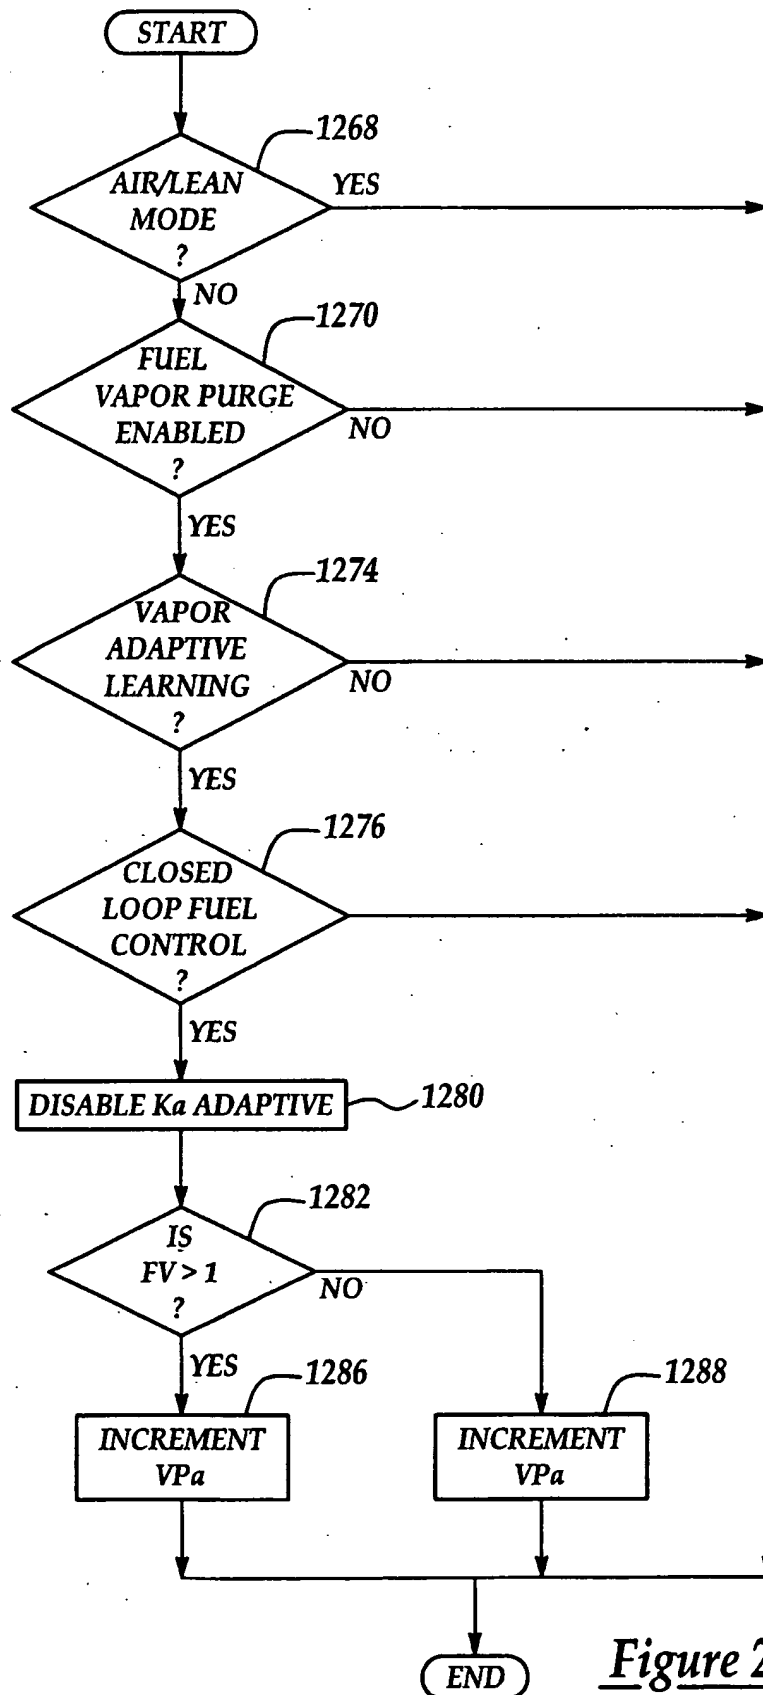 START
1268
AIR/LEAN
MODE
?
YES
NO
1270
FUEL
VAPOR PURGE
ENABLED
?
NO
YES
1274
VAPOR
ADAPTIVE
LEARNING
?
NO
YES
1276
CLOSED
LOOP FUEL
CONTROL
?
YES
DISABLE Ka ADAPTIVE
1280
1282
IS
FV > 1
?
NO
YES
1286
1288
INCREMENT
VPa
INCREMENT
VPa
END
Figure 2